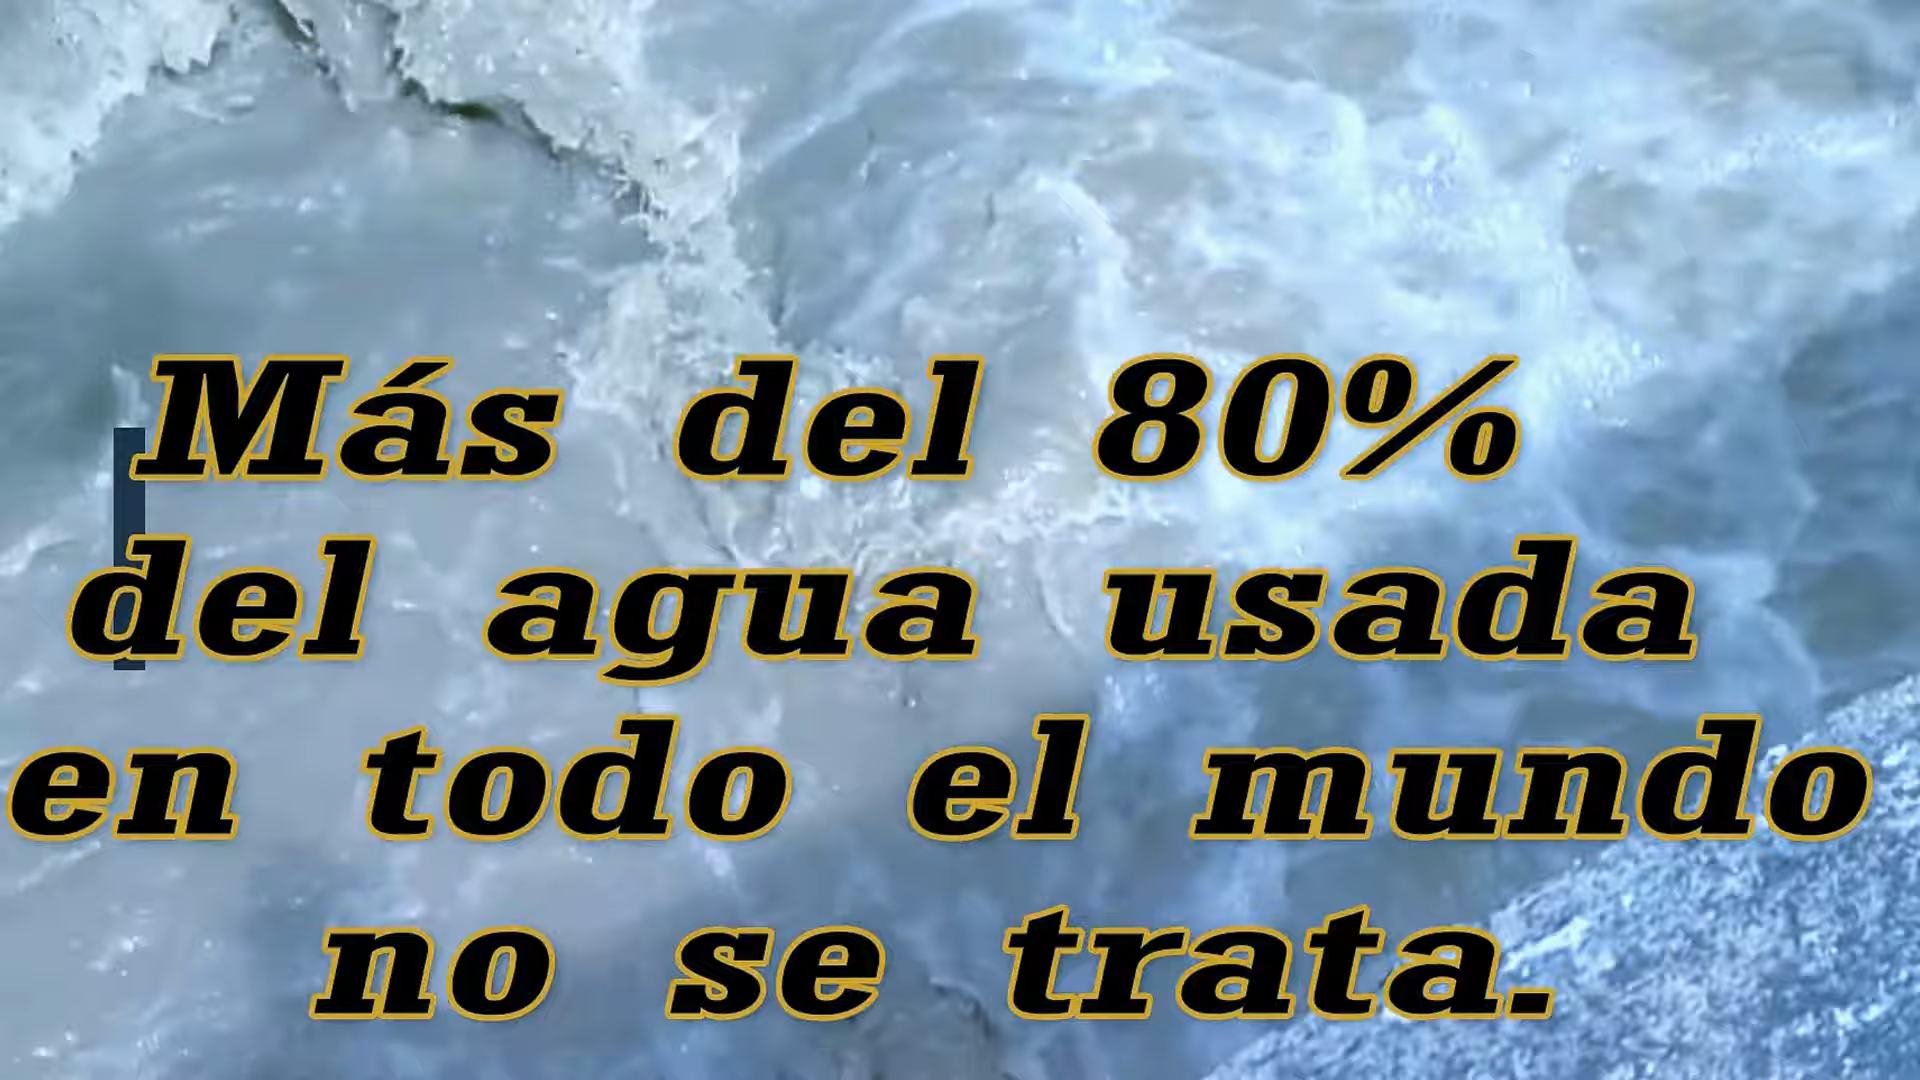 Más del 80%
del agua usada
en todo el mundo
no se trata.